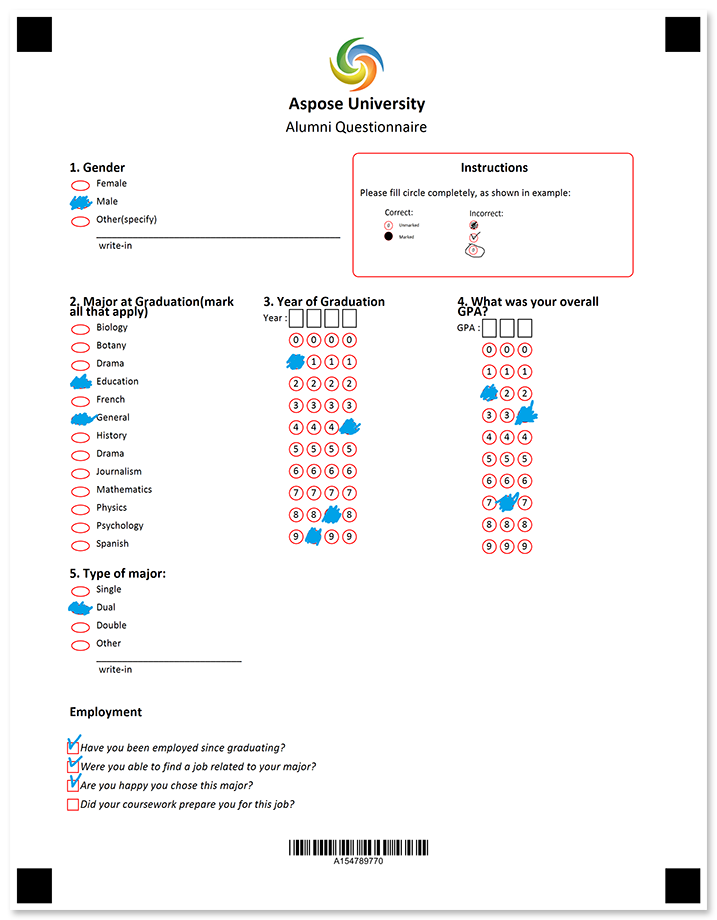 Aspose University
Alumni Questionnaire
1. Gender
Female
Male
Other(specify)
write-in
Instructions
Please fill circle completely, as shown in example:
Correct: Incorrect:
0 Unmarked
Marked
0
2. Major at Graduation(mark
all that apply)
Biology
Botany
Drama
Education
French
General
History
Drama
Journalism
Mathematics
Physics
Psychology
Spanish
3. Year of Graduation
Year :
0 0 0 0
1 1 1
2 2 2 2
3 3 3 3
4 4 4
5 5 5 5
6 6 6 6
7 7 7 7
8 8 8
9 9 9
4. What was your overall
GPA?
GPA :
0 0 0
1 1 1
2 2
3 3
4 4 4
5 5 5
6 6 6
7 7
8 8 8
9 9 9
5. Type of major:
Single
Dual
Double
Other
write-in
Employment
Have you been employed since graduating?
Were you able to find a job related to your major?
Are you happy you chose this major?
Did your coursework prepare you for this job?
A154789770